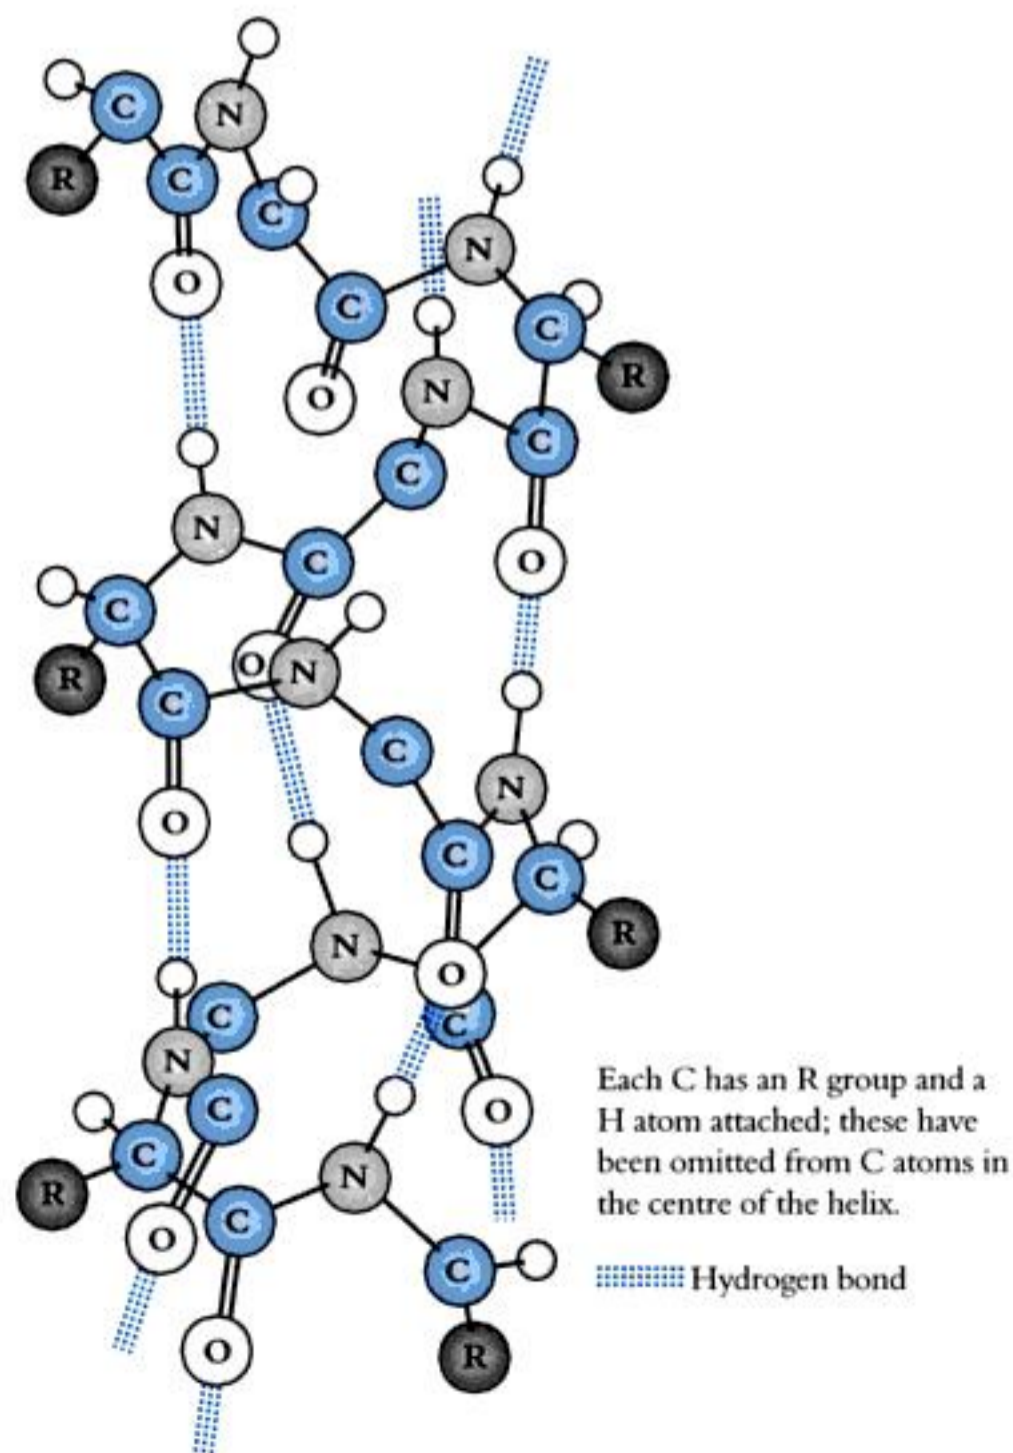 C
N
R
C
C
N
C
N
C
O
C
R
O
N
C
C
N
C
O
C
O
N
R
C
C
N
O
C
C
R
N
O
C
C
N
C
O
C
N
R
C
O
C
O
C
R
Each C has an R group and a
H atom attached; these have
been omitted from C atoms in
the centre of the helix.
Hydrogen bond